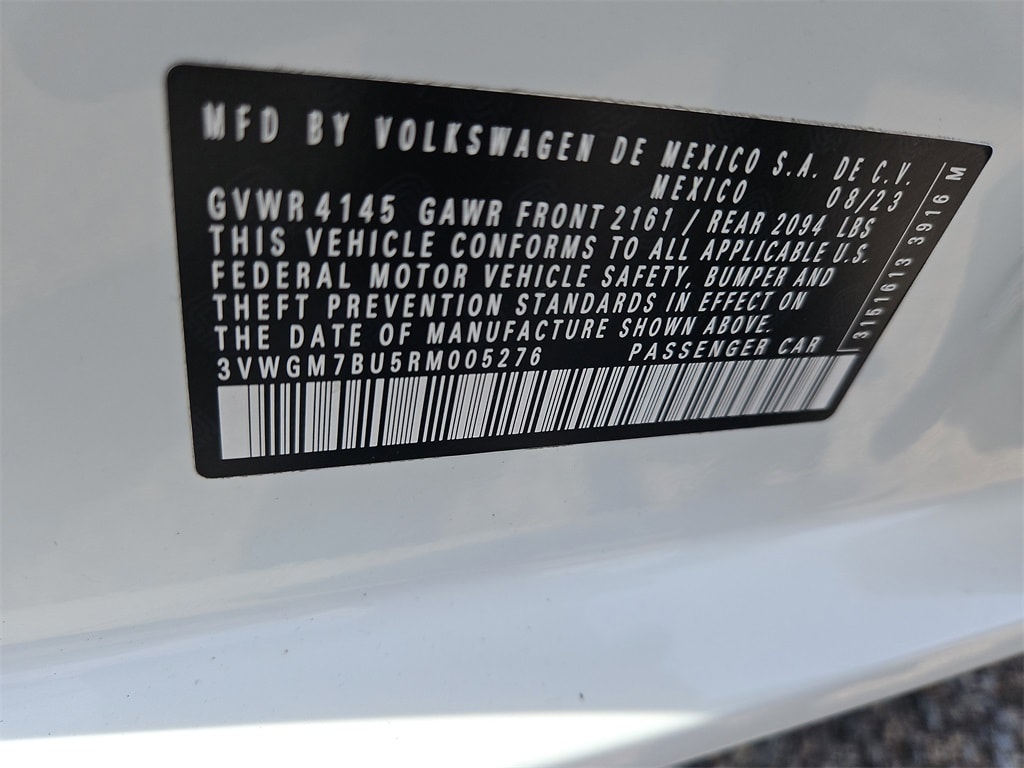 MFD BY VOLKSWAGEN DE MEXICO S.A. DE C.V.
MEXICO 08/23
GVWR 4145 GAWR FRONT 2161 / REAR 2094 LBS
THIS VEHICLE CONFORMS TO ALL APPLICABLE U.S.
FEDERAL MOTOR VEHICLE SAFETY, BUMPER AND
THEFT PREVENTION STANDARDS IN EFFECT ON
THE DATE OF MANUFACTURE SHOWN ABOVE.
3VWGM7BU5RM005276 PASSENGER CAR
3161613 3916 M